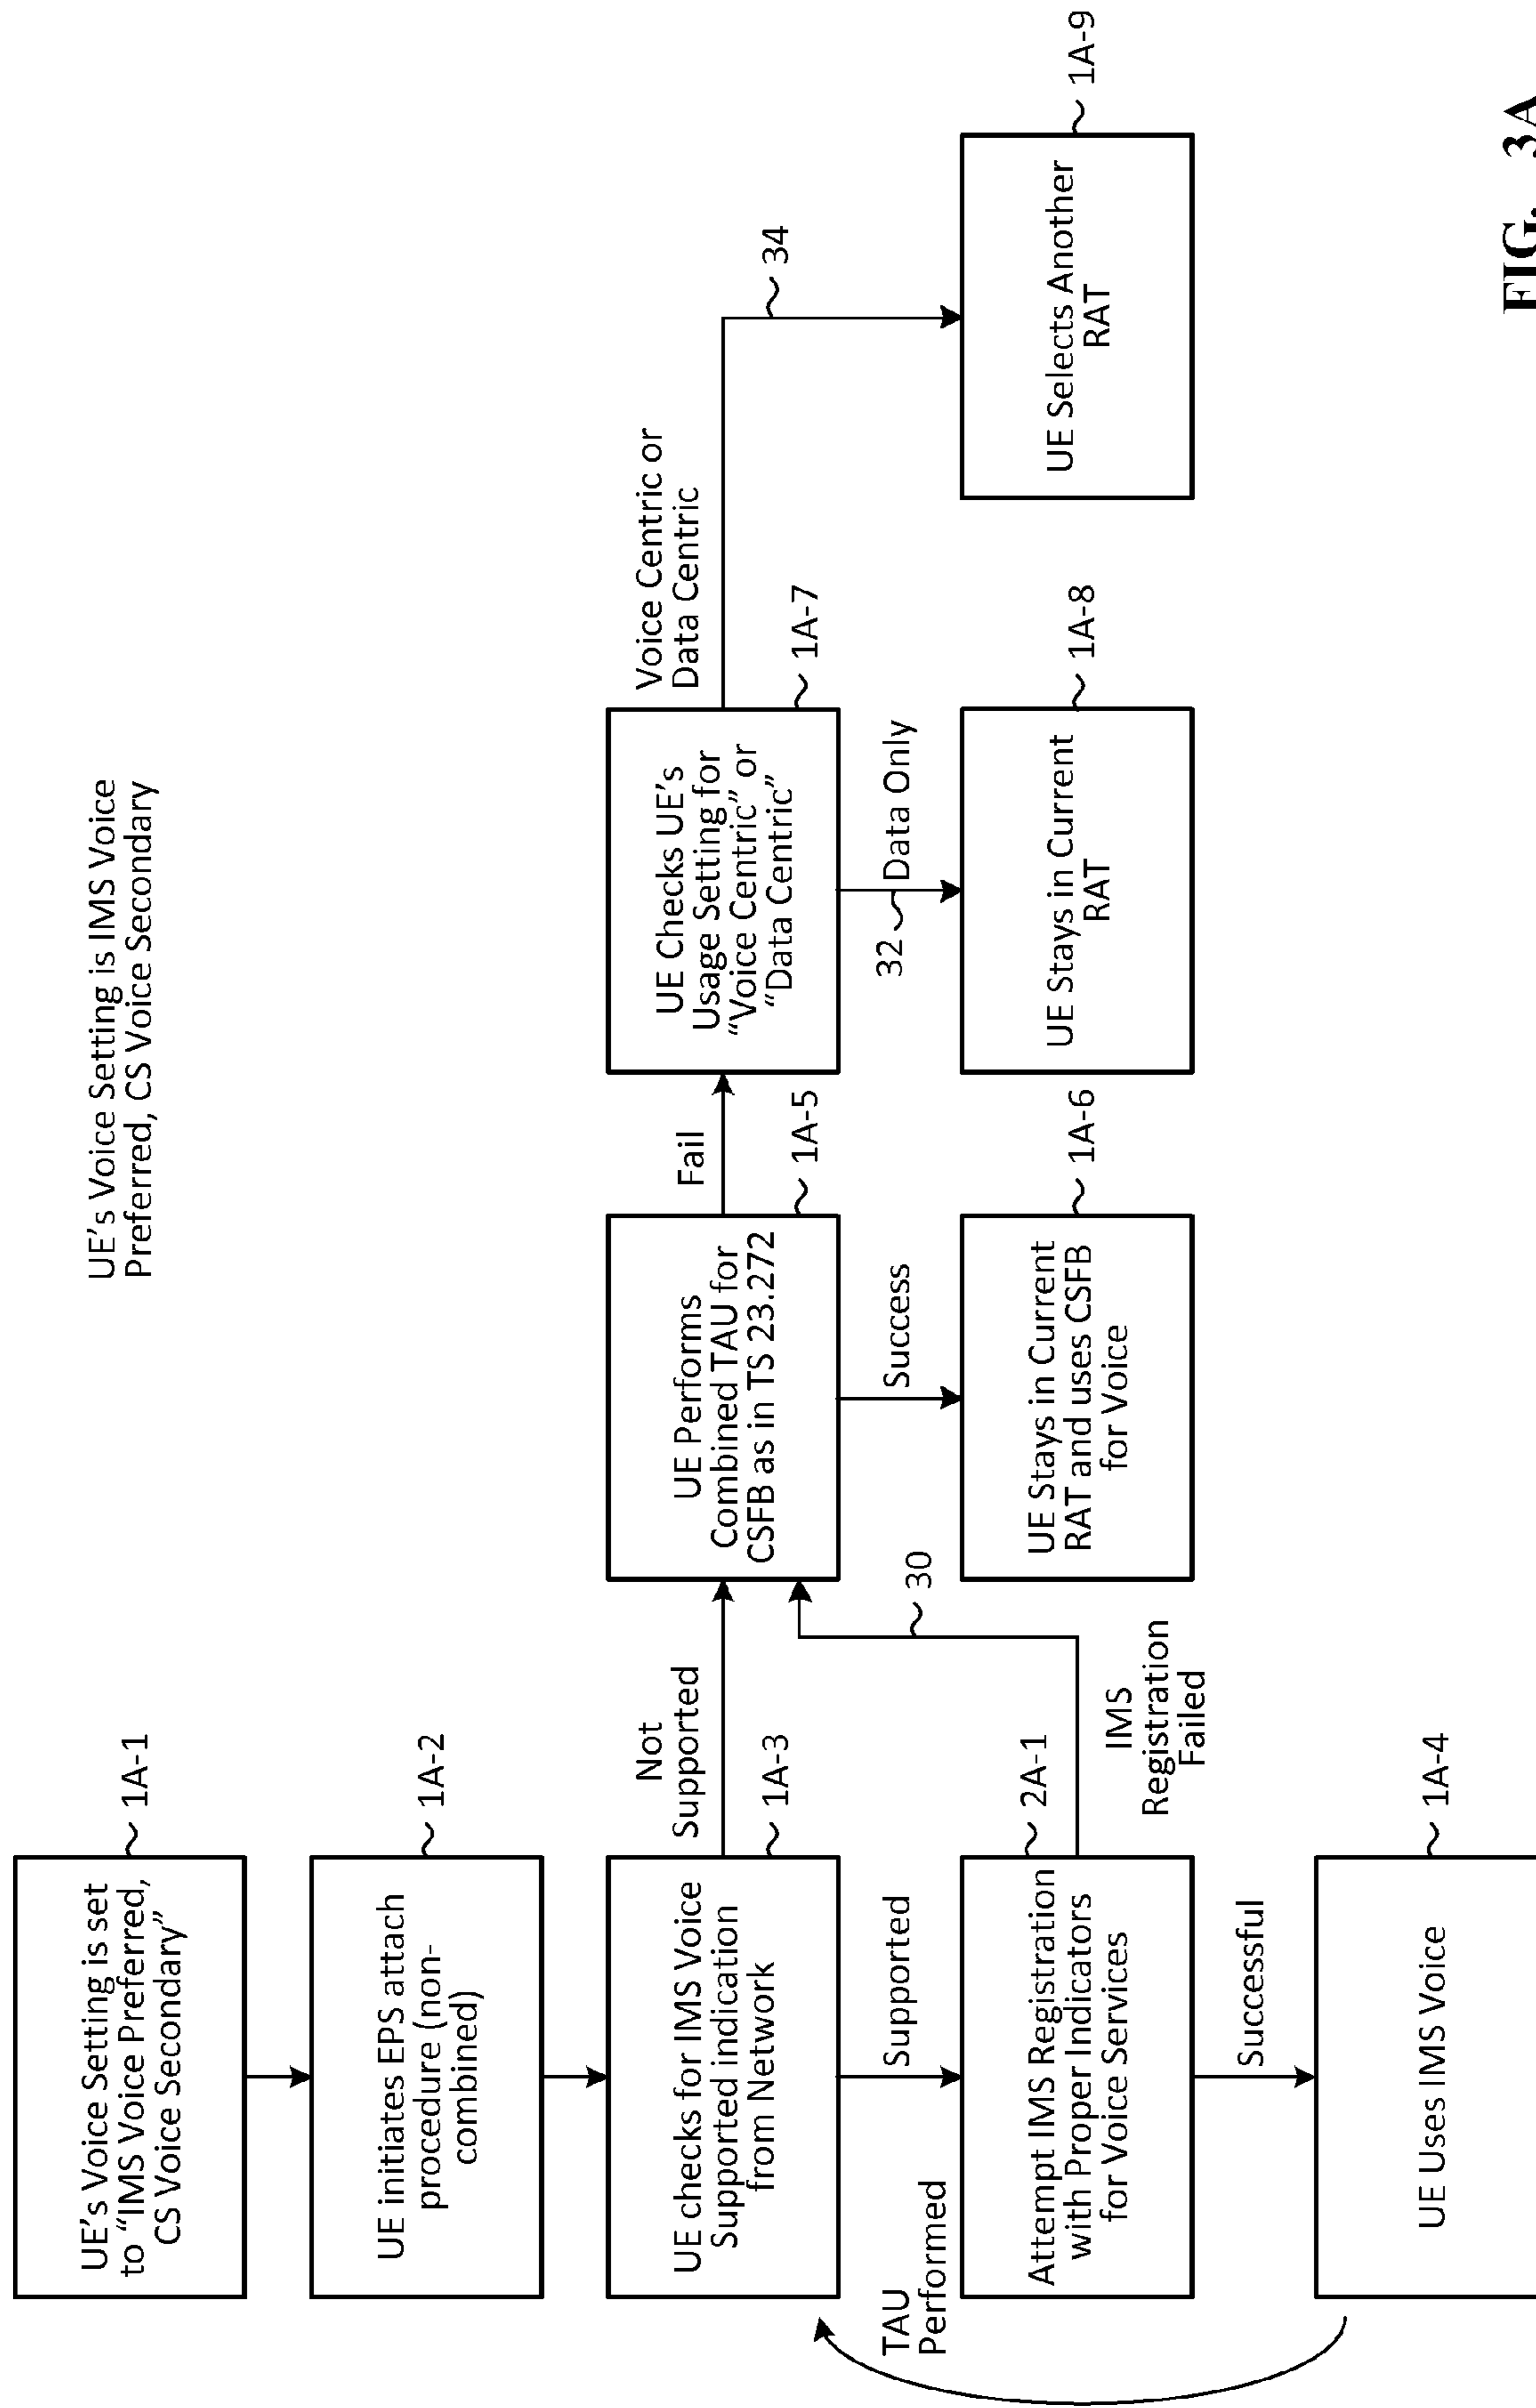 UE's Voice Setting is IMS Voice
Preferred, CS Voice Secondary
UE's Voice Setting is set
to “IMS Voice Preferred,
CS Voice Secondary”
1A-1
UE initiates EPS attach
procedure (non-
combined)
1A-2
UE checks for IMS Voice
Supported indication
from Network
1A-3
Not
Supported
UE Performs
Combined TAU for
CSFB as in TS 23.272
1A-5
Fail
UE Checks UE's
Usage Setting for
“Voice Centric” or
“Data Centric”
1A-7
Voice Centric or
Data Centric
34
TAU
Performed
Supported
30
Success
32
Data Only
Attempt IMS Registration
with Proper Indicators
for Voice Services
2A-1
IMS
Registration
Failed
UE Stays in Current
RAT and uses CSFB
for Voice
1A-6
UE Stays in Current
RAT
1A-8
UE Selects Another
RAT
1A-9
Successful
UE Uses IMS Voice
1A-4
FIG. 3A